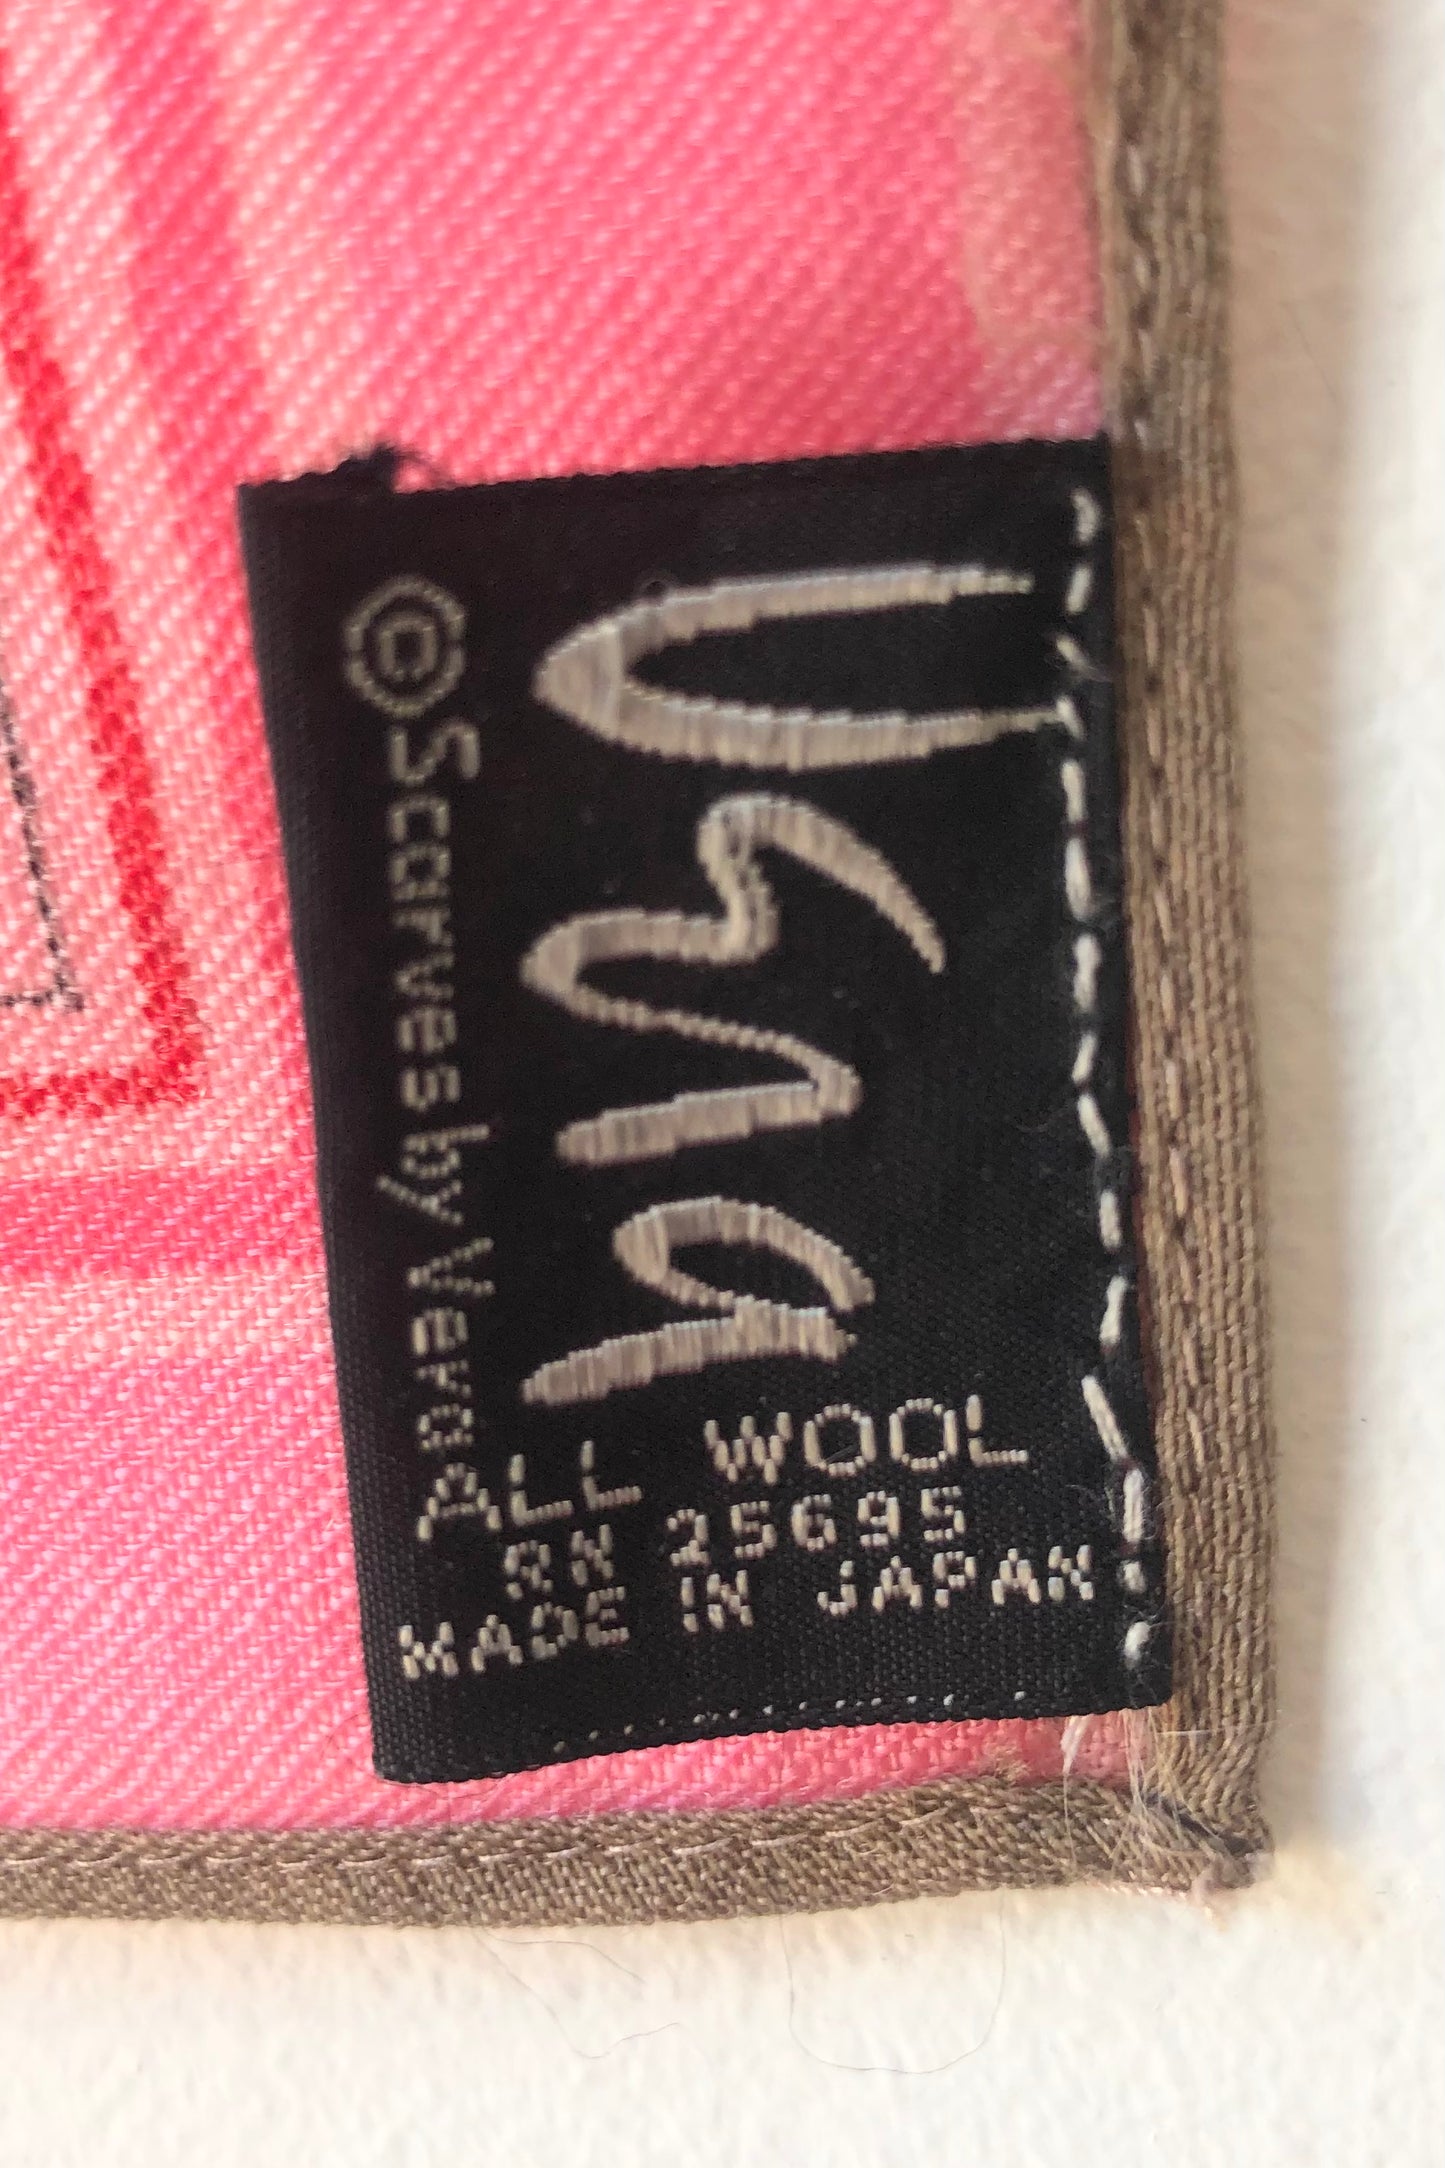 Vera
©Scarves by Vera
ALL WOOL
RN 25695
MADE IN JAPAN